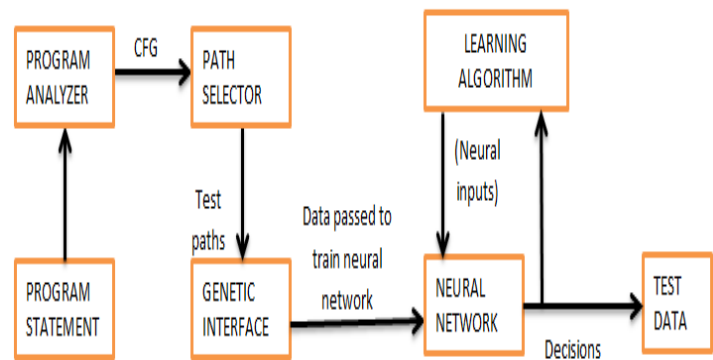 CFG
PROGRAM
ANALYZER
PATH
SELECTOR
LEARNING
ALGORITHM
(Neural
inputs)
Test
paths
Data passed to
train neural
network
PROGRAM
STATEMENT
GENETIC
INTERFACE
NEURAL
NETWORK
TEST
DATA
Decisions